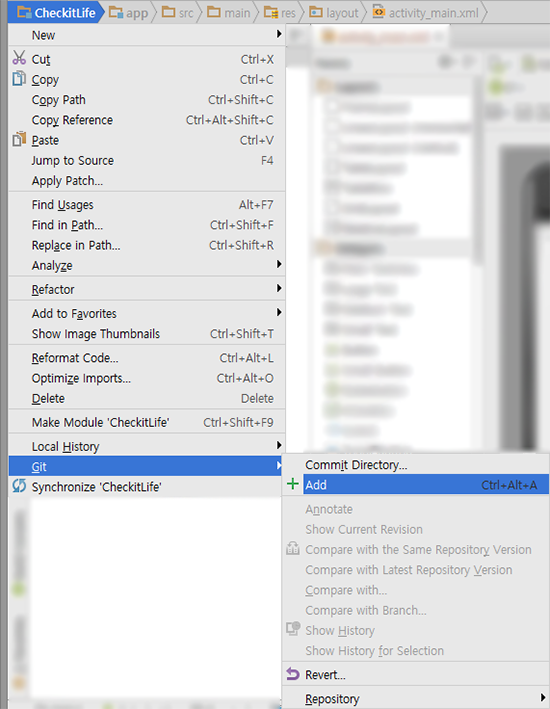 CheckitLife app src main res layout activity_main.xml
New
Cut Ctrl+X
Copy Ctrl+C
Copy Path Ctrl+Shift+C
Copy Reference Ctrl+Alt+Shift+C
Paste Ctrl+V
Jump to Source F4
Apply Patch...
Find Usages Alt+F7
Find in Path... Ctrl+Shift+F
Replace in Path... Ctrl+Shift+R
Analyze
Refactor
Add to Favorites
Show Image Thumbnails Ctrl+Shift+T
Reformat Code... Ctrl+Alt+L
Optimize Imports... Ctrl+Alt+O
Delete Delete
Make Module 'CheckitLife' Ctrl+Shift+F9
Local History
Git
Synchronize 'CheckitLife'
Commit Directory...
Add Ctrl+Alt+A
Annotate
Show Current Revision
Compare with the Same Repository Version
Compare with Latest Repository Version
Compare with...
Compare with Branch...
Show History
Show History for Selection
Revert...
Repository